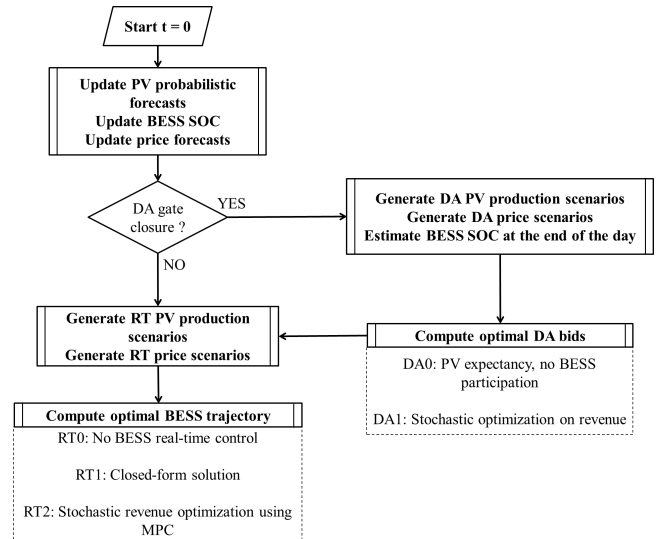 Start t = 0
Update PV probabilistic
forecasts
Update BESS SOC
Update price forecasts
DA gate
closure ?
YES
NO
Generate DA PV production scenarios
Generate DA price scenarios
Estimate BESS SOC at the end of the day
Compute optimal DA bids
DA0: PV expectancy, no BESS
participation
DA1: Stochastic optimization on revenue
Generate RT PV production
scenarios
Generate RT price scenarios
Compute optimal BESS trajectory
RT0: No BESS real-time control
RT1: Closed-form solution
RT2: Stochastic revenue optimization using
MPC